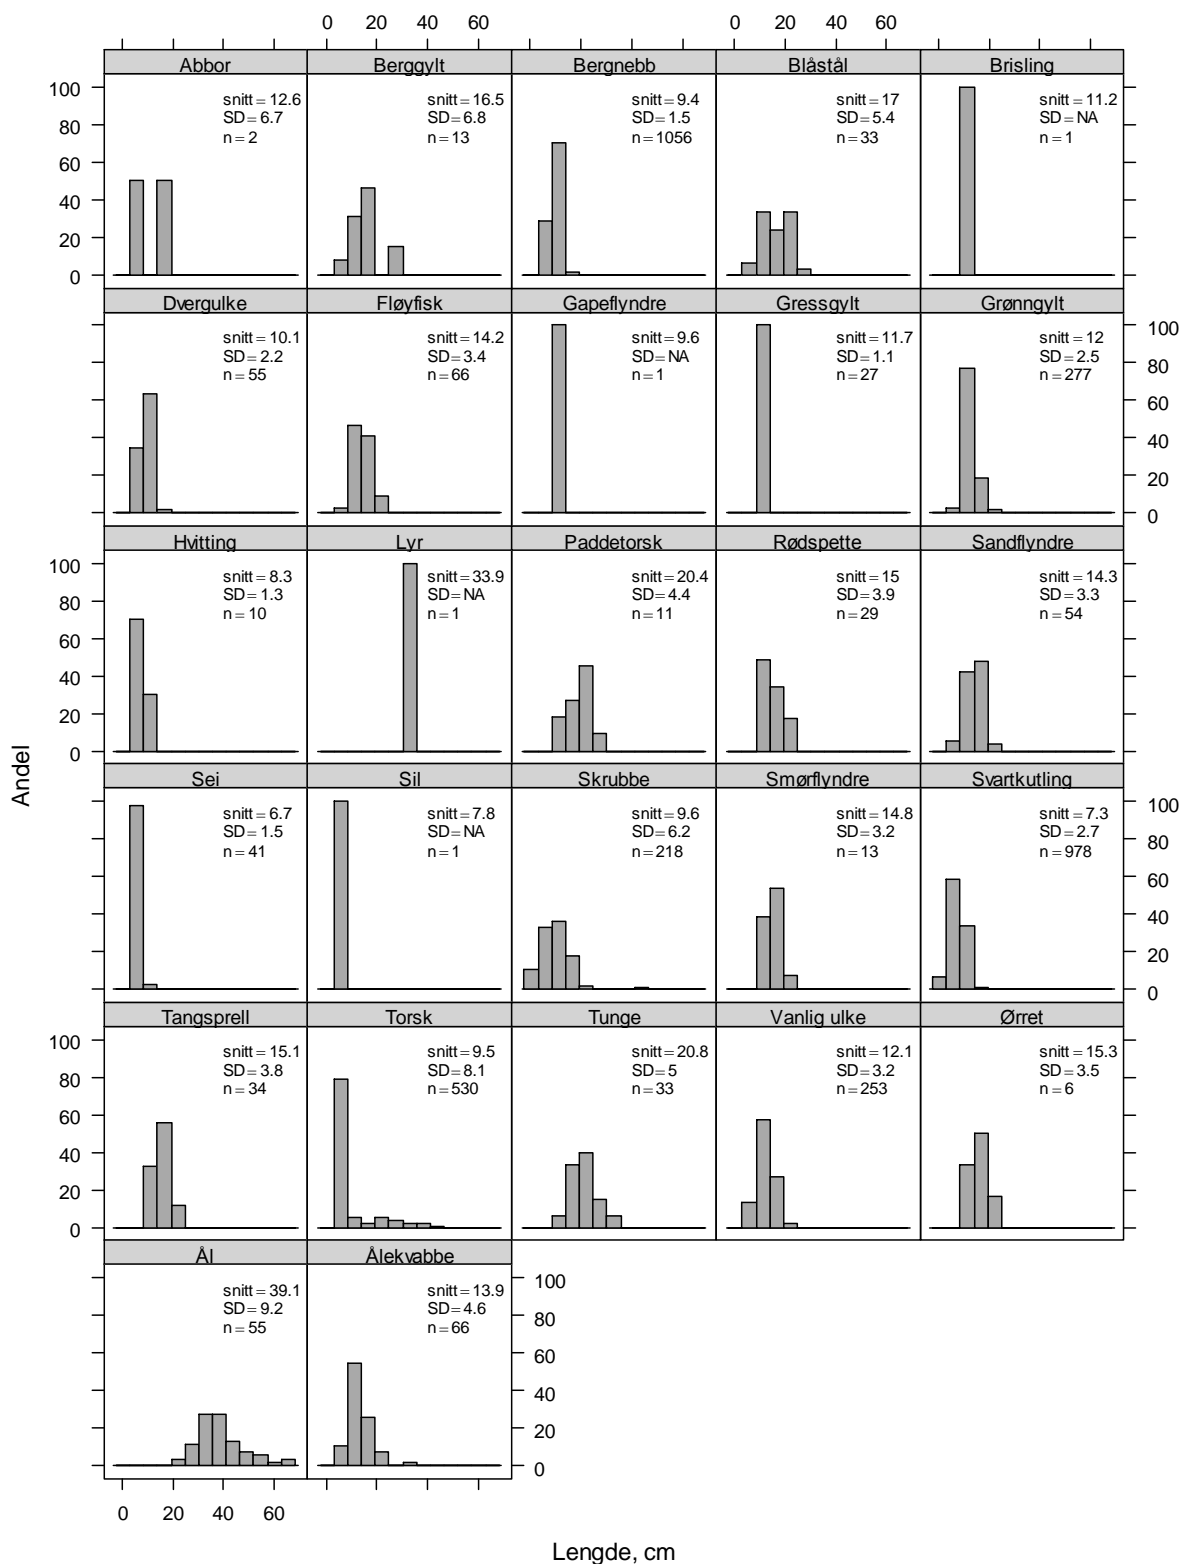 0 20 40 60 0 20 40 60
Abbor Berggylt Bergnebb Blåstål Brisling
100
80
60
40
20
0
snitt = 12.6
SD = 6.7
n = 2
snitt = 16.5
SD = 6.8
n = 13
snitt = 9.4
SD = 1.5
n = 1056
snitt = 17
SD = 5.4
n = 33
snitt = 11.2
SD = NA
n = 1
Dvergulke Fløyfisk Gapeflyndre Gressgylt Grønngylt
snitt = 10.1
SD = 2.2
n = 55
snitt = 14.2
SD = 3.4
n = 66
snitt = 9.6
SD = NA
n = 1
snitt = 11.7
SD = 1.1
n = 27
snitt = 12
SD = 2.5
n = 277
100
80
60
40
20
0
Hvitting Lyr Paddetorsk Rødspette Sandflyndre
100
80
60
40
20
0
snitt = 8.3
SD = 1.3
n = 10
snitt = 33.9
SD = NA
n = 1
snitt = 20.4
SD = 4.4
n = 11
snitt = 15
SD = 3.9
n = 29
snitt = 14.3
SD = 3.3
n = 54
Andel
Sei Sil Skrubbe Smørflyndre Svartkutling
snitt = 6.7
SD = 1.5
n = 41
snitt = 7.8
SD = NA
n = 1
snitt = 9.6
SD = 6.2
n = 218
snitt = 14.8
SD = 3.2
n = 13
snitt = 7.3
SD = 2.7
n = 978
100
80
60
40
20
0
Tangsprell Torsk Tunge Vanlig ulke Ørret
100
80
60
40
20
0
snitt = 15.1
SD = 3.8
n = 34
snitt = 9.5
SD = 8.1
n = 530
snitt = 20.8
SD = 5
n = 33
snitt = 12.1
SD = 3.2
n = 253
snitt = 15.3
SD = 3.5
n = 6
Ål Ålekvabbe
snitt = 39.1
SD = 9.2
n = 55
snitt = 13.9
SD = 4.6
n = 66
100
80
60
40
20
0
0 20 40 60
Lengde, cm